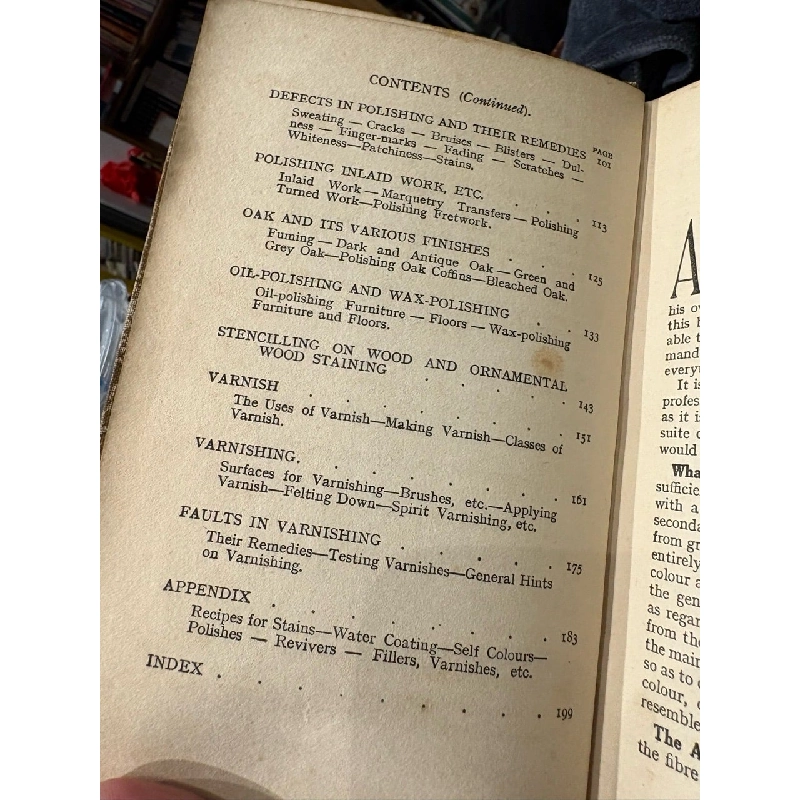 CONTENTS (Continued).
PAGE
DEFECTS IN POLISHING AND THEIR REMEDIES 101
Sweating — Cracks — Bruises — Blisters — Dul-
ness — Finger-marks — Fading — Scratches —
Whiteness—Patchiness—Stains.
POLISHING INLAID WORK, ETC. . . . 113
Inlaid Work — Marquetry Transfers — Polishing
Turned Work—Polishing Fretwork.
OAK AND ITS VARIOUS FINISHES . . . 125
Fuming — Dark and Antique Oak — Green and
Grey Oak—Polishing Oak Coffins—Bleached Oak.
OIL-POLISHING AND WAX-POLISHING . . 133
Oil-polishing Furniture — Floors — Wax-polishing
Furniture and Floors.
STENCILLING ON WOOD AND ORNAMENTAL
WOOD STAINING . . . . . 143
VARNISH . . . . . . . . 151
The Uses of Varnish—Making Varnish—Classes of
Varnish.
VARNISHING. . . . . . . . 161
Surfaces for Varnishing—Brushes, etc.—Applying
Varnish—Felting Down—Spirit Varnishing, etc.
FAULTS IN VARNISHING . . . . . 175
Their Remedies—Testing Varnishes—General Hints
on Varnishing.
APPENDIX . . . . . . . . 183
Recipes for Stains—Water Coating—Self Colours—
Polishes — Revivers — Fillers, Varnishes, etc.
INDEX . . . . . . . . . 199
A
his ow
this b
able t
mand
every
It is
profes
as it is
suite o
would
Wha
sufficie
with a
seconda
from gr
entirely
colour a
the gen
as regar
from the
the main
so as to
colour,
resemble
The A
the fibre